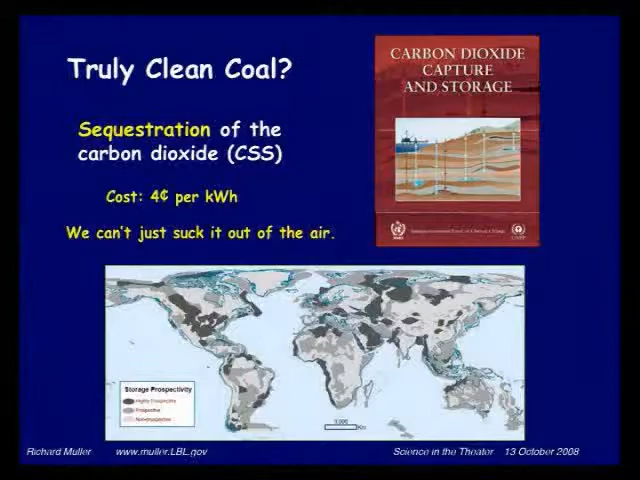 Truly Clean Coal?
Sequestration of the
carbon dioxide (CSS)
Cost: 4¢ per kWh
We can't just suck it out of the air.
CARBON DIOXIDE
CAPTURE
AND STORAGE
Storage Prospectivity
Highly Prospective
Prospective
Non-prospective
Richard Muller www.muller.LBL.gov
Science in the Theater 13 October 2008